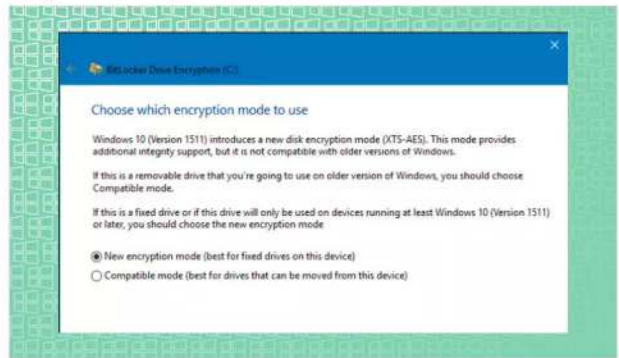 BitLocker Drive Encryption (C:)
Choose which encryption mode to use
Windows 10 (Version 1511) introduces a new disk encryption mode (XTS-AES). This mode provides
additional integrity support, but it is not compatible with older versions of Windows.
If this is a removable drive that you're going to use on older version of Windows, you should choose
Compatible mode.
If this is a fixed drive or if this drive will only be used on devices running at least Windows 10 (Version 1511)
or later, you should choose the new encryption mode
New encryption mode (best for fixed drives on this device)
Compatible mode (best for drives that can be moved from this device)